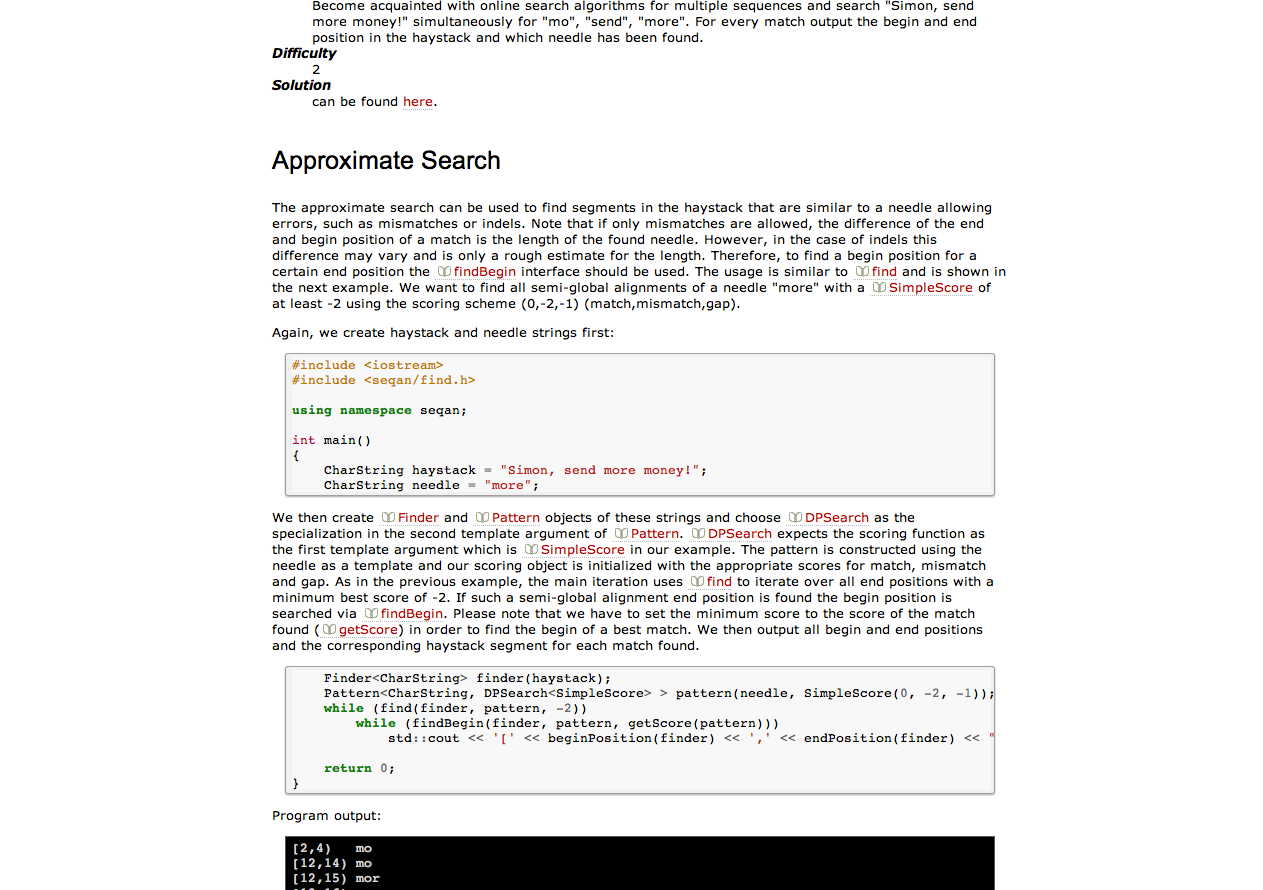 Become acquainted with online search algorithms for multiple sequences and search "Simon, send
more money!" simultaneously for "mo", "send", "more". For every match output the begin and end
position in the haystack and which needle has been found.
Difficulty
2
Solution
can be found here.
Approximate Search
The approximate search can be used to find segments in the haystack that are similar to a needle allowing
errors, such as mismatches or indels. Note that if only mismatches are allowed, the difference of the end
and begin position of a match is the length of the found needle. However, in the case of indels this
difference may vary and is only a rough estimate for the length. Therefore, to find a begin position for a
certain end position the findBegin interface should be used. The usage is similar to find and is shown in
the next example. We want to find all semi-global alignments of a needle "more" with a SimpleScore of
at least -2 using the scoring scheme (0,-2,-1) (match,mismatch,gap).
Again, we create haystack and needle strings first:
#include <iostream>
#include <seqan/find.h>
using namespace seqan;
int main()
{
CharString haystack = "Simon, send more money!";
CharString needle = "more";
We then create Finder and Pattern objects of these strings and choose DPSearch as the
specialization in the second template argument of Pattern. DPSearch expects the scoring function as
the first template argument which is SimpleScore in our example. The pattern is constructed using the
needle as a template and our scoring object is initialized with the appropriate scores for match, mismatch
and gap. As in the previous example, the main iteration uses find to iterate over all end positions with a
minimum best score of -2. If such a semi-global alignment end position is found the begin position is
searched via findBegin. Please note that we have to set the minimum score to the score of the match
found ( getScore) in order to find the begin of a best match. We then output all begin and end positions
and the corresponding haystack segment for each match found.
Finder<CharString> finder(haystack);
Pattern<CharString, DPSearch<SimpleScore> > pattern(needle, SimpleScore(0, -2, -1));
while (find(finder, pattern, -2))
while (findBegin(finder, pattern, getScore(pattern)))
std::cout << '[' << beginPosition(finder) << ',' << endPosition(finder) << "
return 0;
}
Program output:
[2,4) mo
[12,14) mo
[12,15) mor